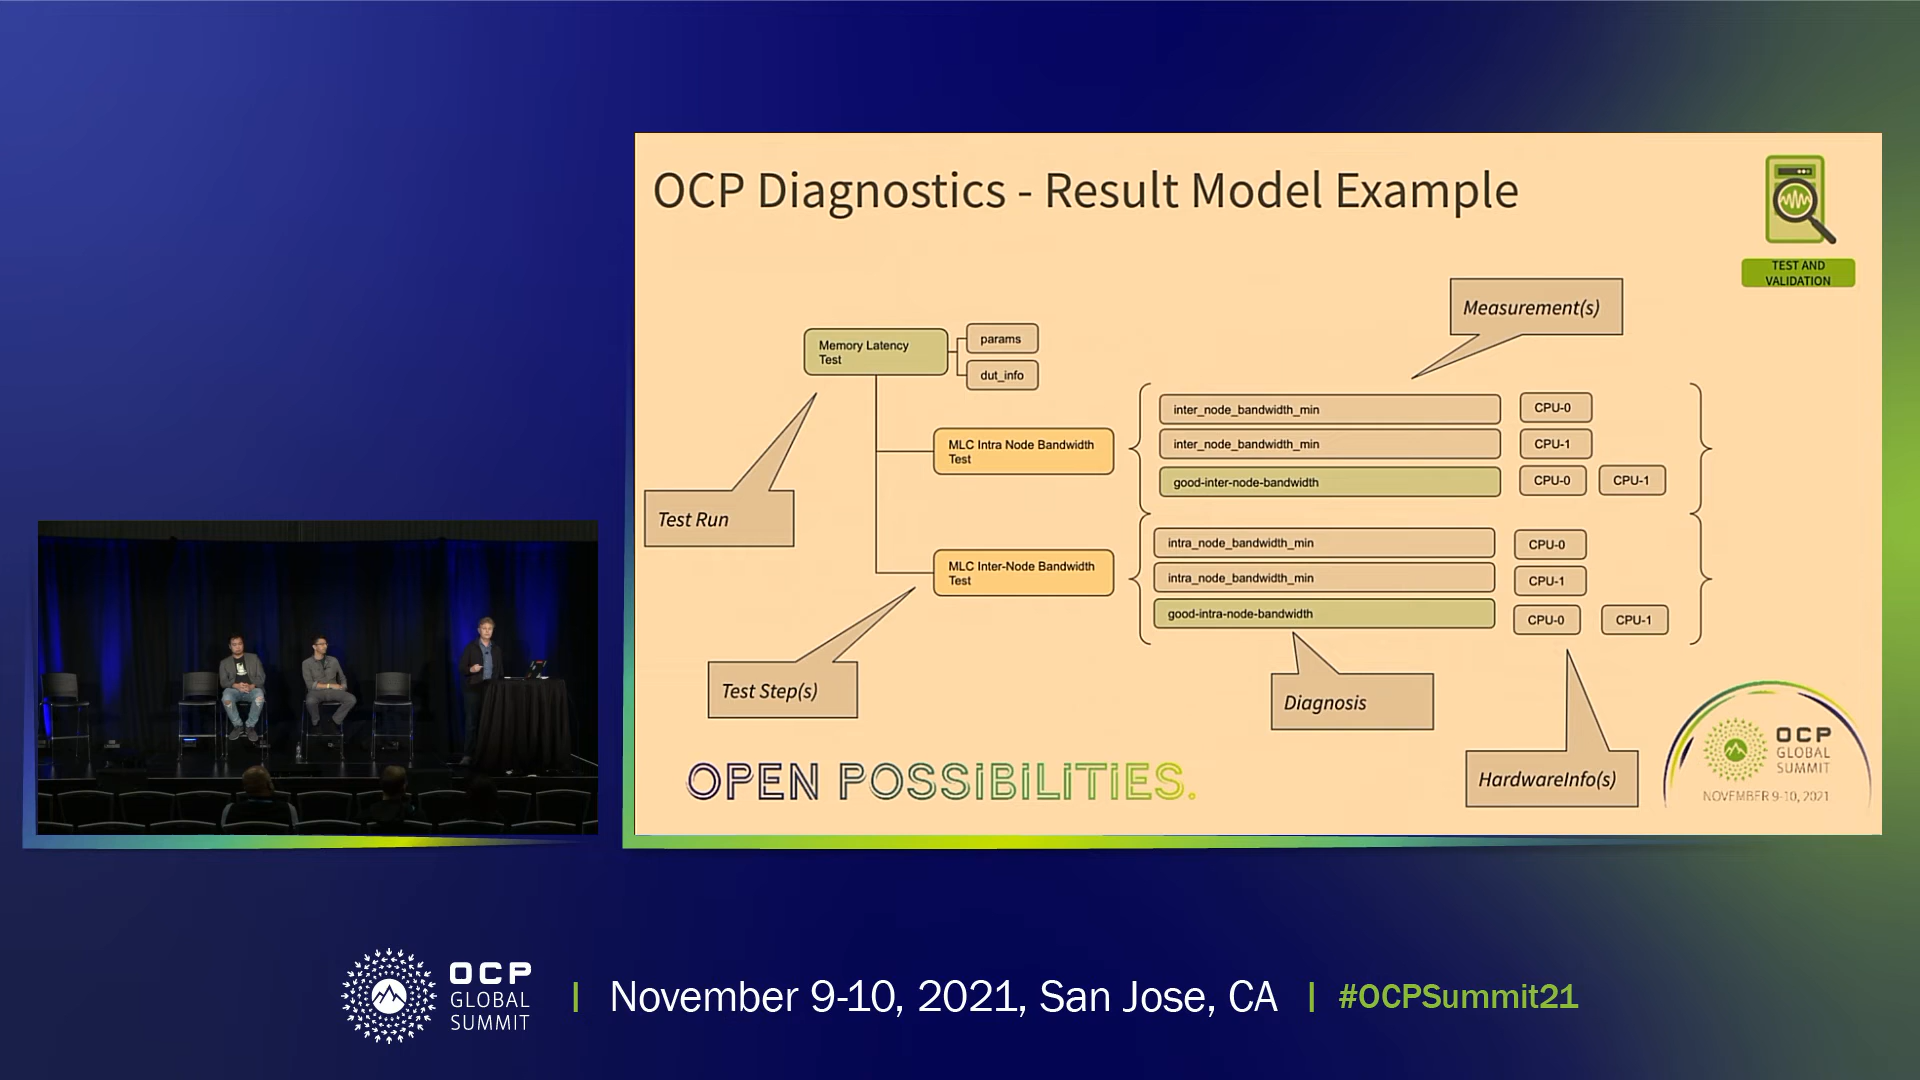 OCP Diagnostics - Result Model Example
TEST AND
VALIDATION
Measurement(s)
Memory Latency
Test
params
dut_info
inter_node_bandwidth_min
CPU-0
MLC Intra Node Bandwidth
Test
inter_node_bandwidth_min
CPU-1
good-inter-node-bandwidth
CPU-0
CPU-1
Test Run
intra_node_bandwidth_min
CPU-0
MLC Inter-Node Bandwidth
Test
intra_node_bandwidth_min
CPU-1
good-intra-node-bandwidth
CPU-0
CPU-1
Test Step(s)
Diagnosis
HardwareInfo(s)
OPEN POSSIBILITIES.
OCP
GLOBAL
SUMMIT
NOVEMBER 9-10, 2021
OCP
GLOBAL
SUMMIT
November 9-10, 2021, San Jose, CA
#OCPSummit21